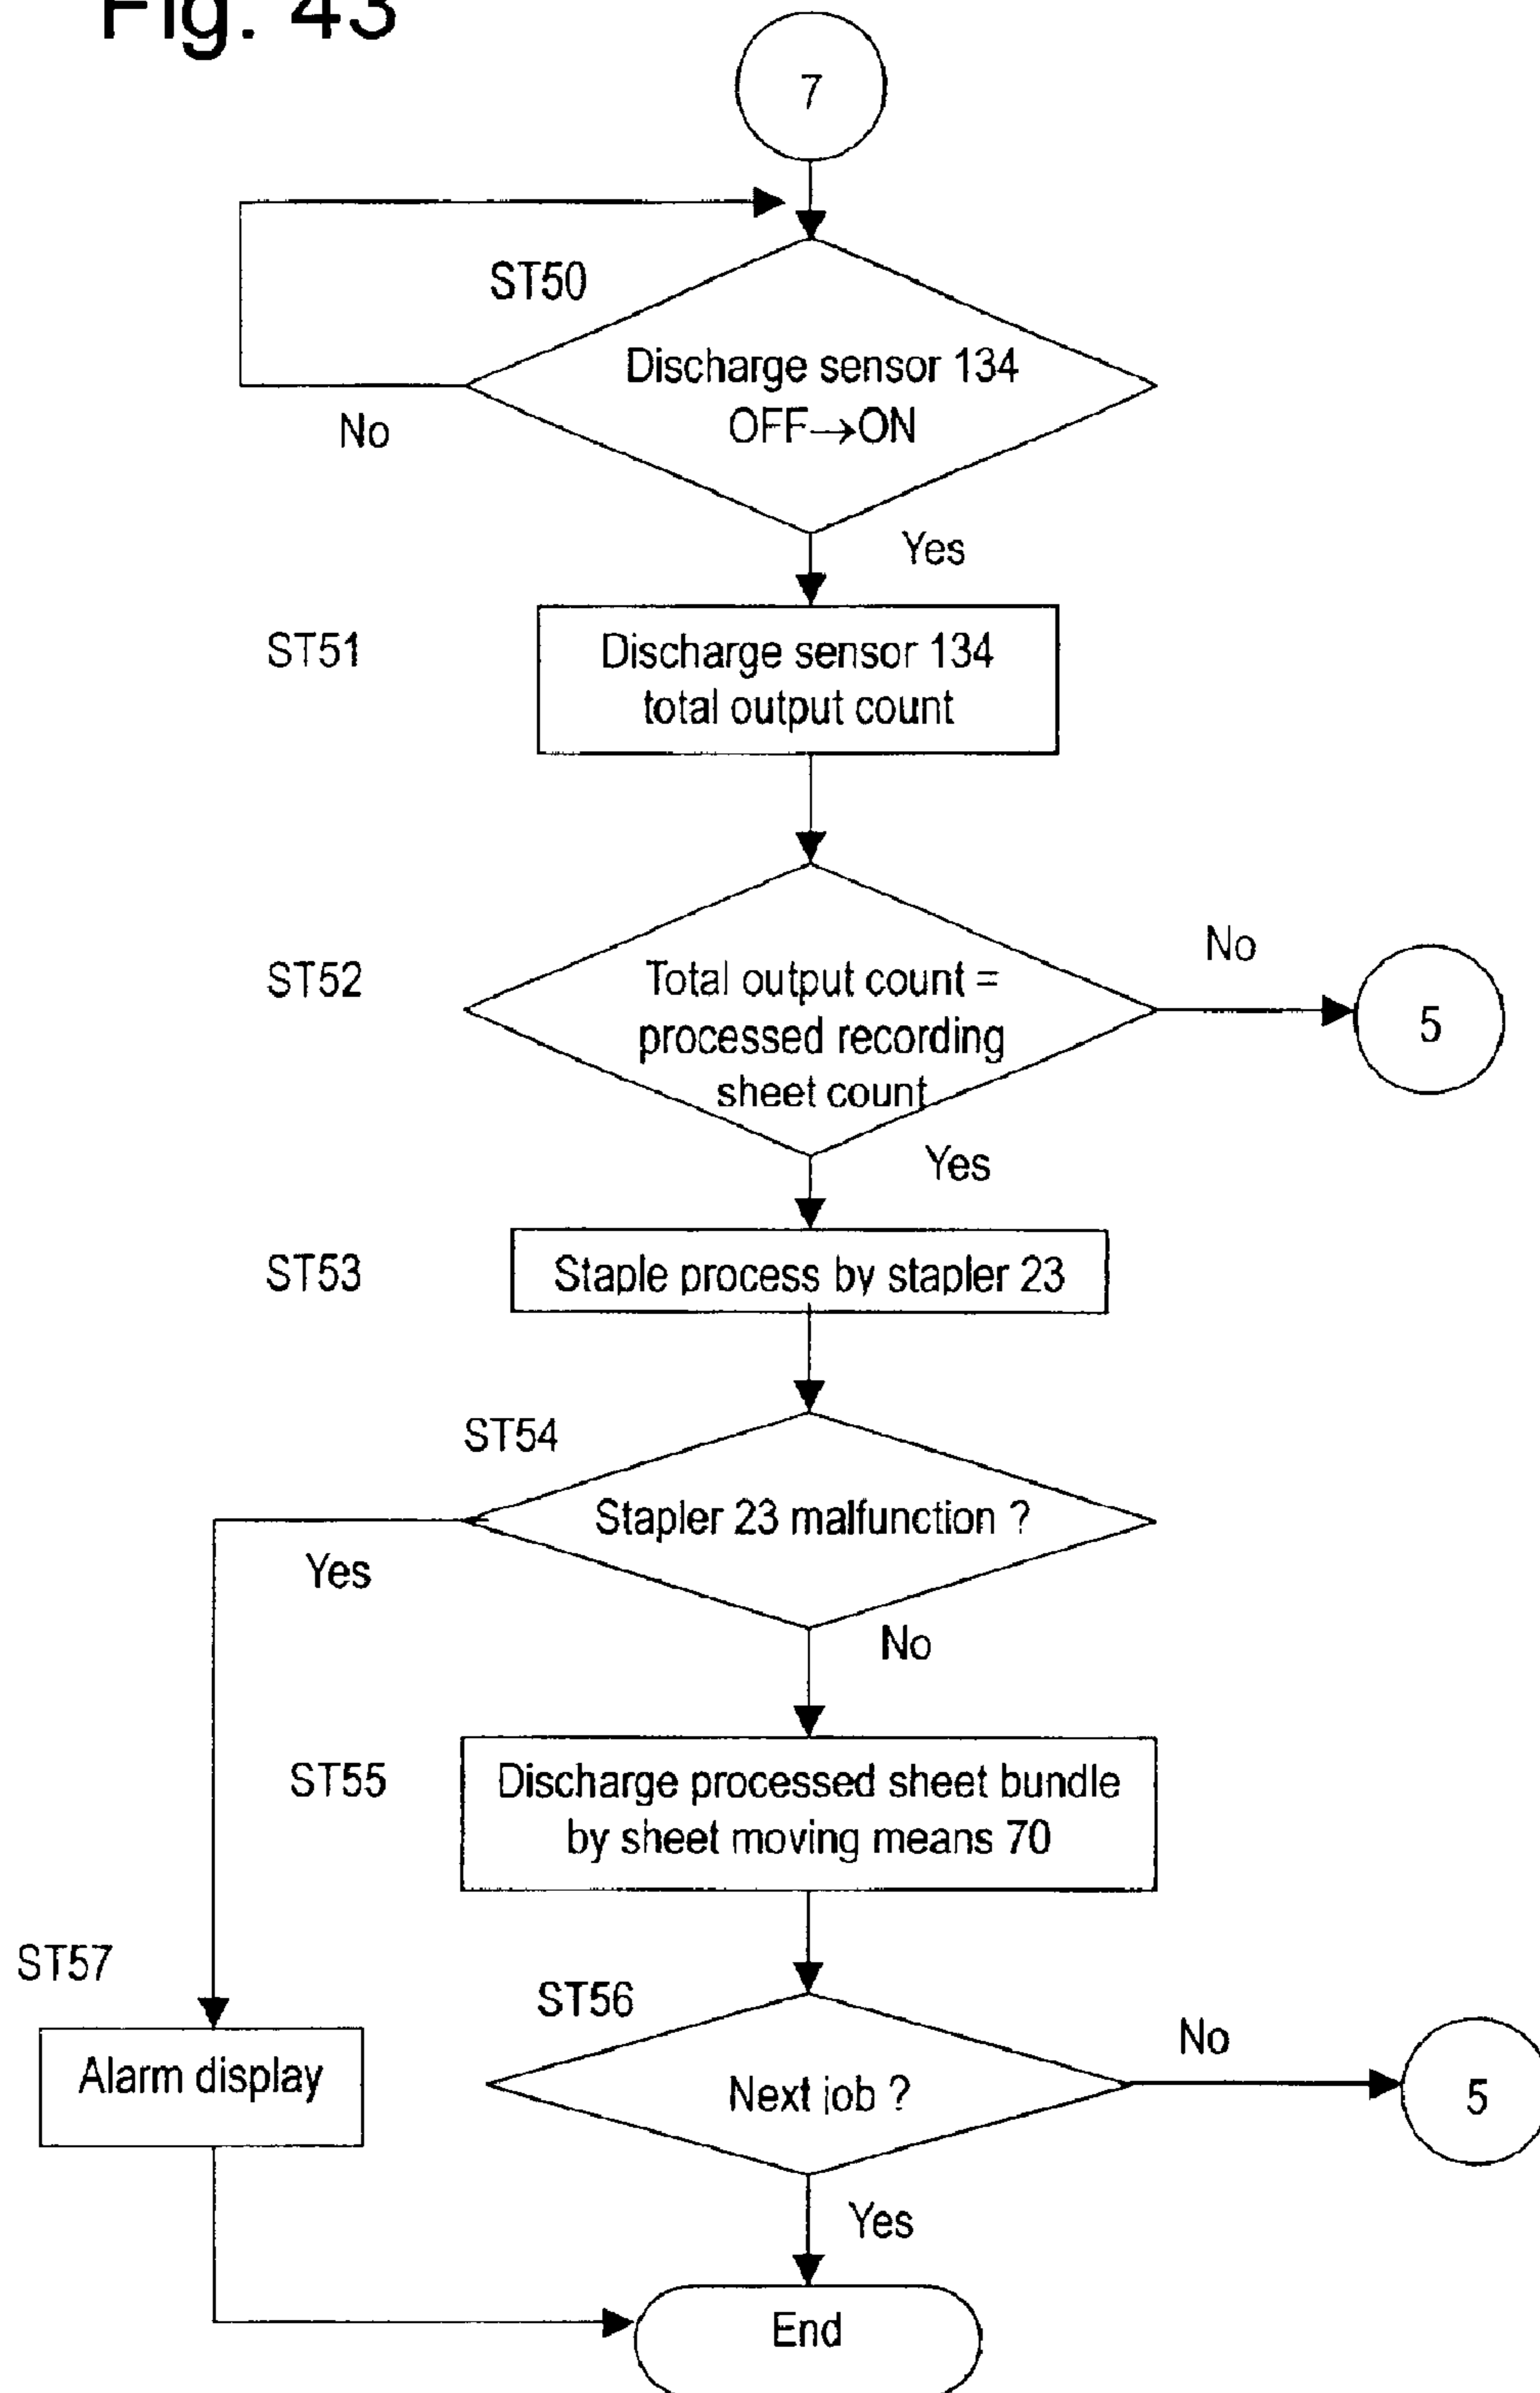 Fig. 43
7
ST50
Discharge sensor 134
OFF→ON
No
Yes
ST51
Discharge sensor 134
total output count
ST52
Total output count =
processed recording
sheet count
No
5
Yes
ST53
Staple process by stapler 23
ST54
Stapler 23 malfunction ?
Yes
No
ST55
Discharge processed sheet bundle
by sheet moving means 70
ST57
Alarm display
ST56
Next job ?
No
5
Yes
End